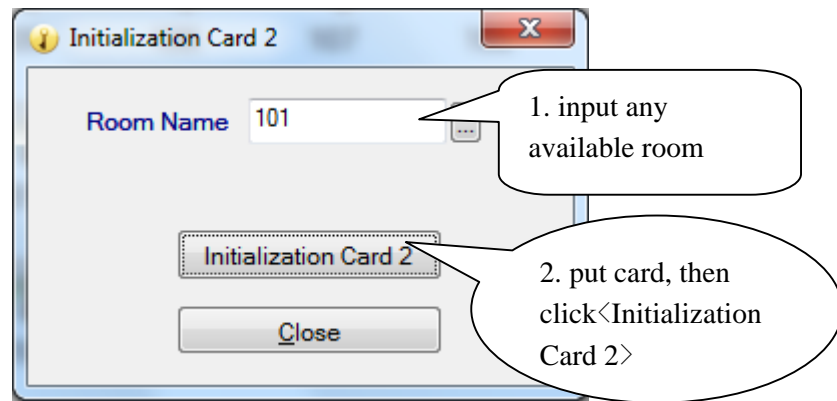 Initialization Card 2
Room Name 101 ...
1. input any
available room
Initialization Card 2
2. put card, then
click<Initialization
Card 2>
Close